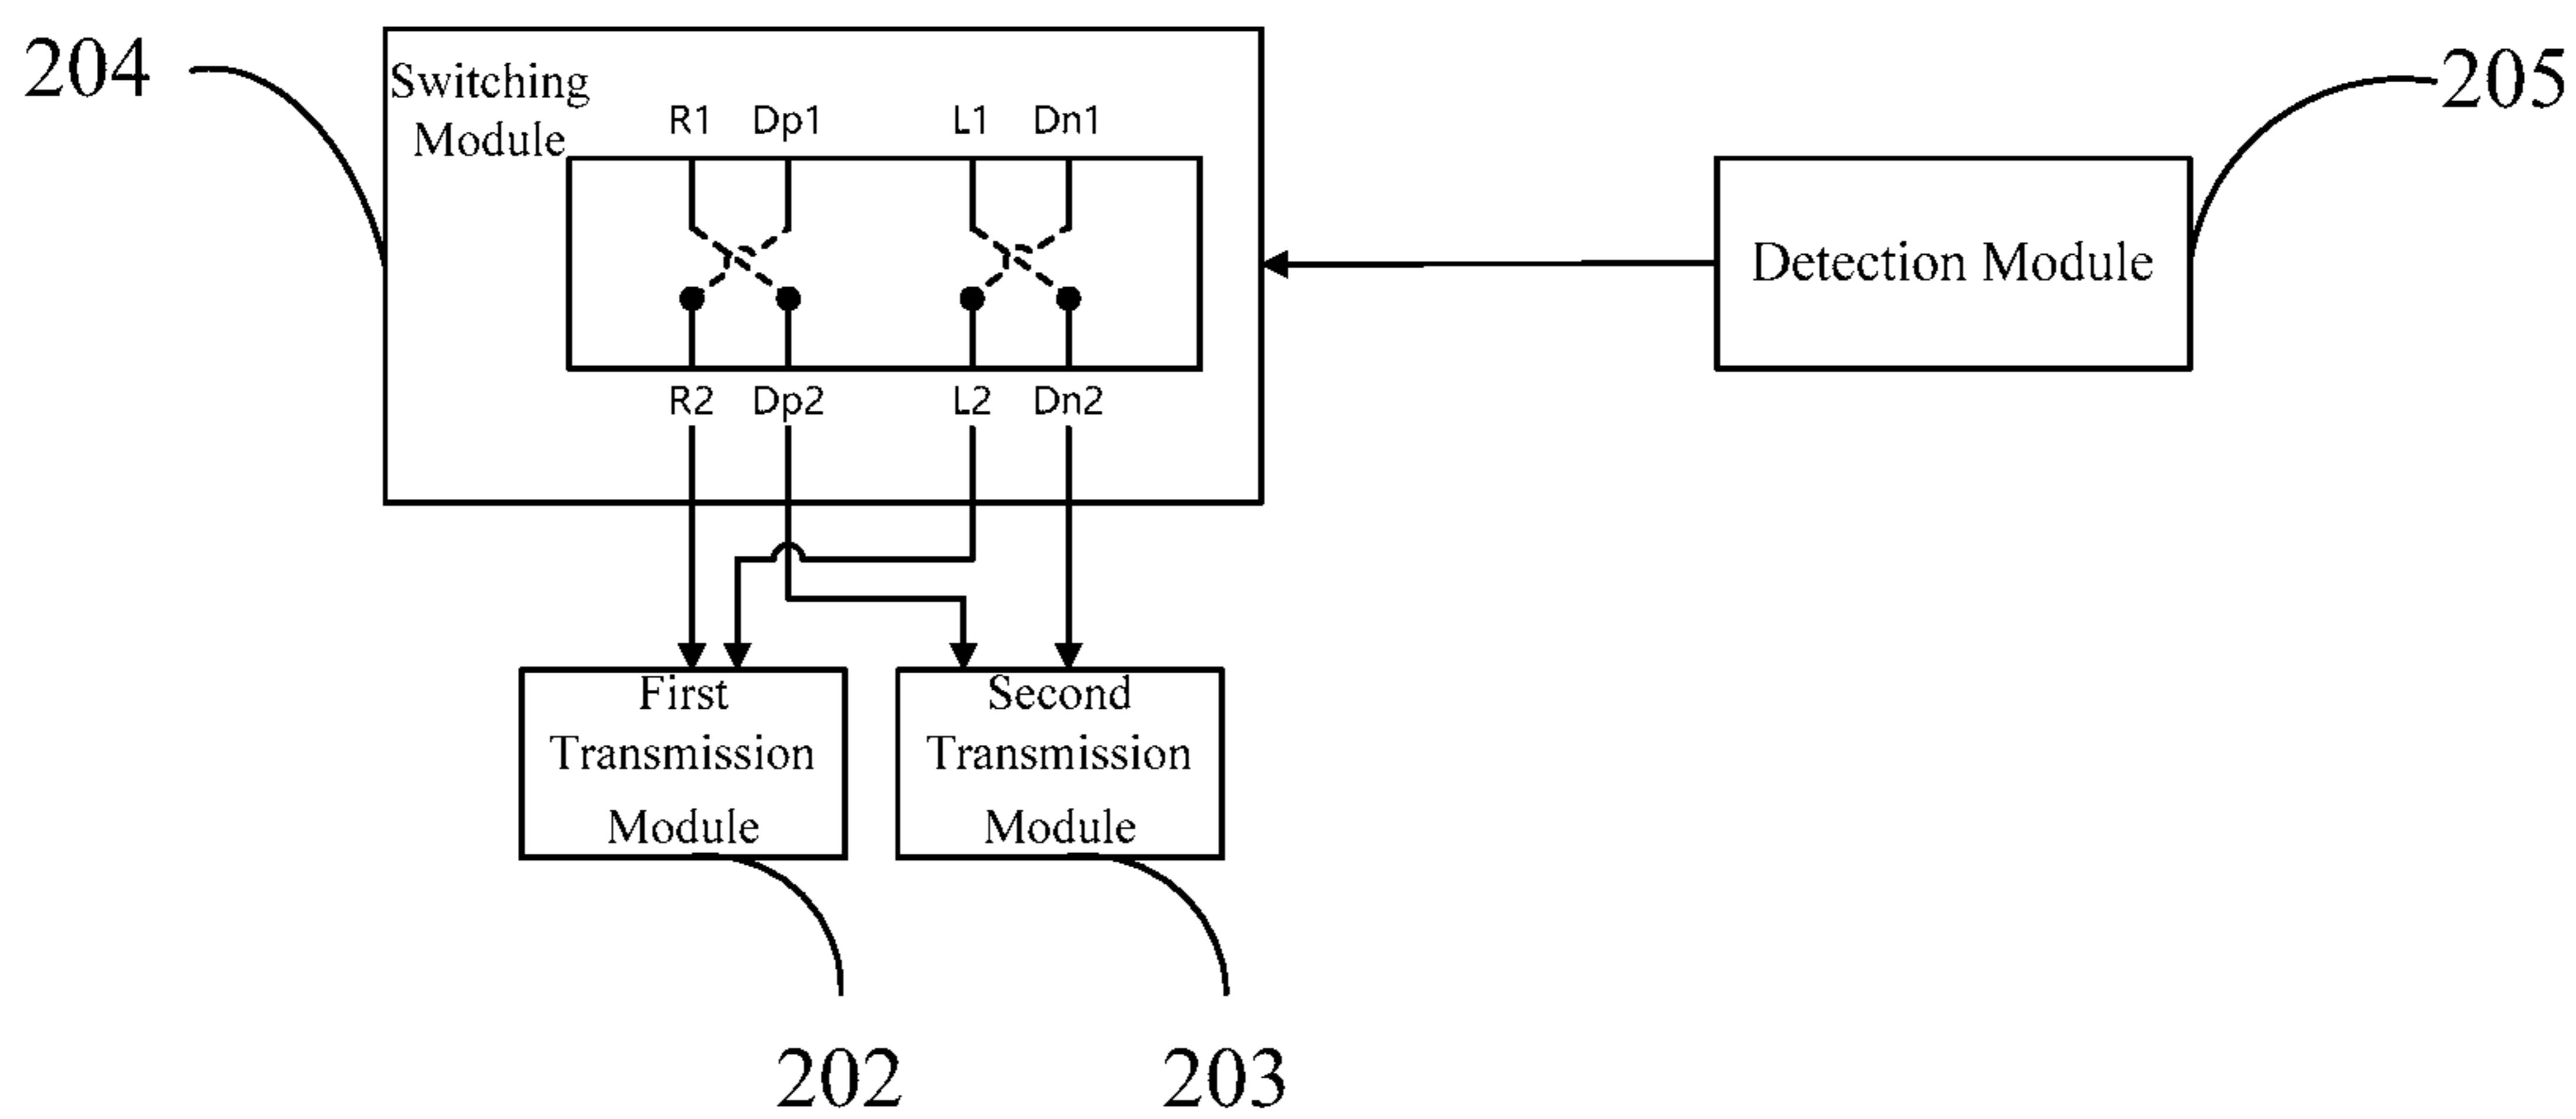 204
205
Switching
Module
R1 Dp1 L1 Dn1
Detection Module
R2 Dp2 L2 Dn2
First
Transmission
Module
Second
Transmission
Module
202
203